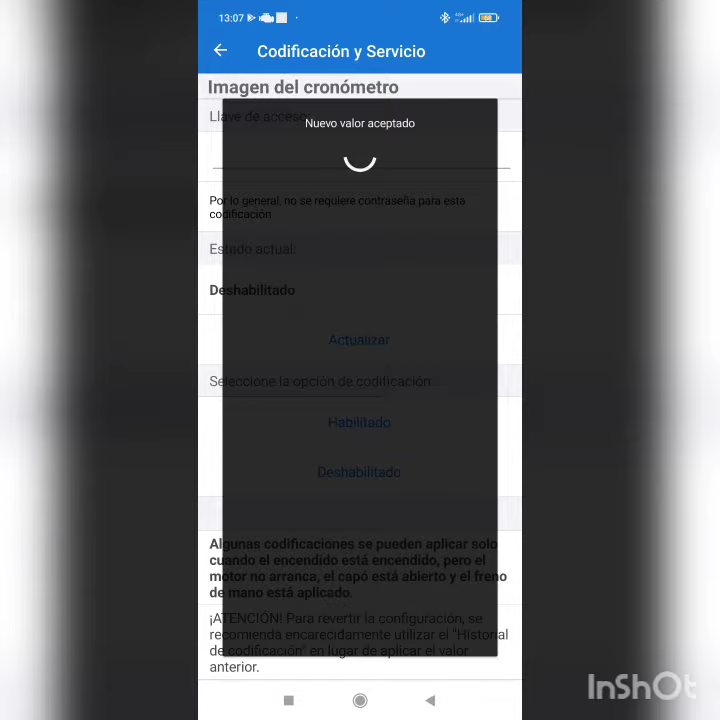 13:07
Codificación y Servicio
Imagen del cronómetro
Llave de acceso:
Nuevo valor aceptado
Por lo general, no se requiere contraseña para esta
codificación
Estado actual:
Deshabilitado
Actualizar
Seleccione la opción de codificación
Habilitado
Deshabilitado
Algunas codificaciones se pueden aplicar solo
cuando el encendido está encendido, pero el
motor no arranca, el capó está abierto y el freno
de mano está aplicado.
¡ATENCIÓN! Para revertir la configuración, se
recomienda encarecidamente utilizar el "Historial
de codificación" en lugar de aplicar el valor
anterior.
InShOt